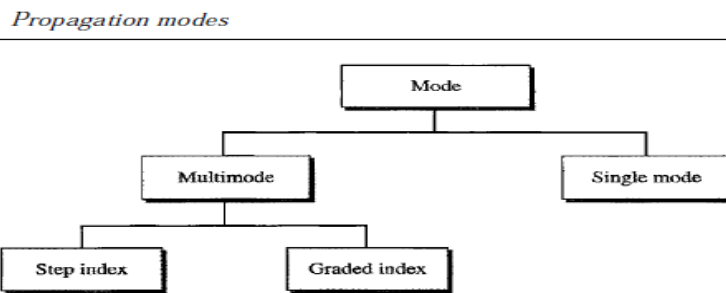 Propagation modes
Mode
Multimode
Single mode
Step index
Graded index